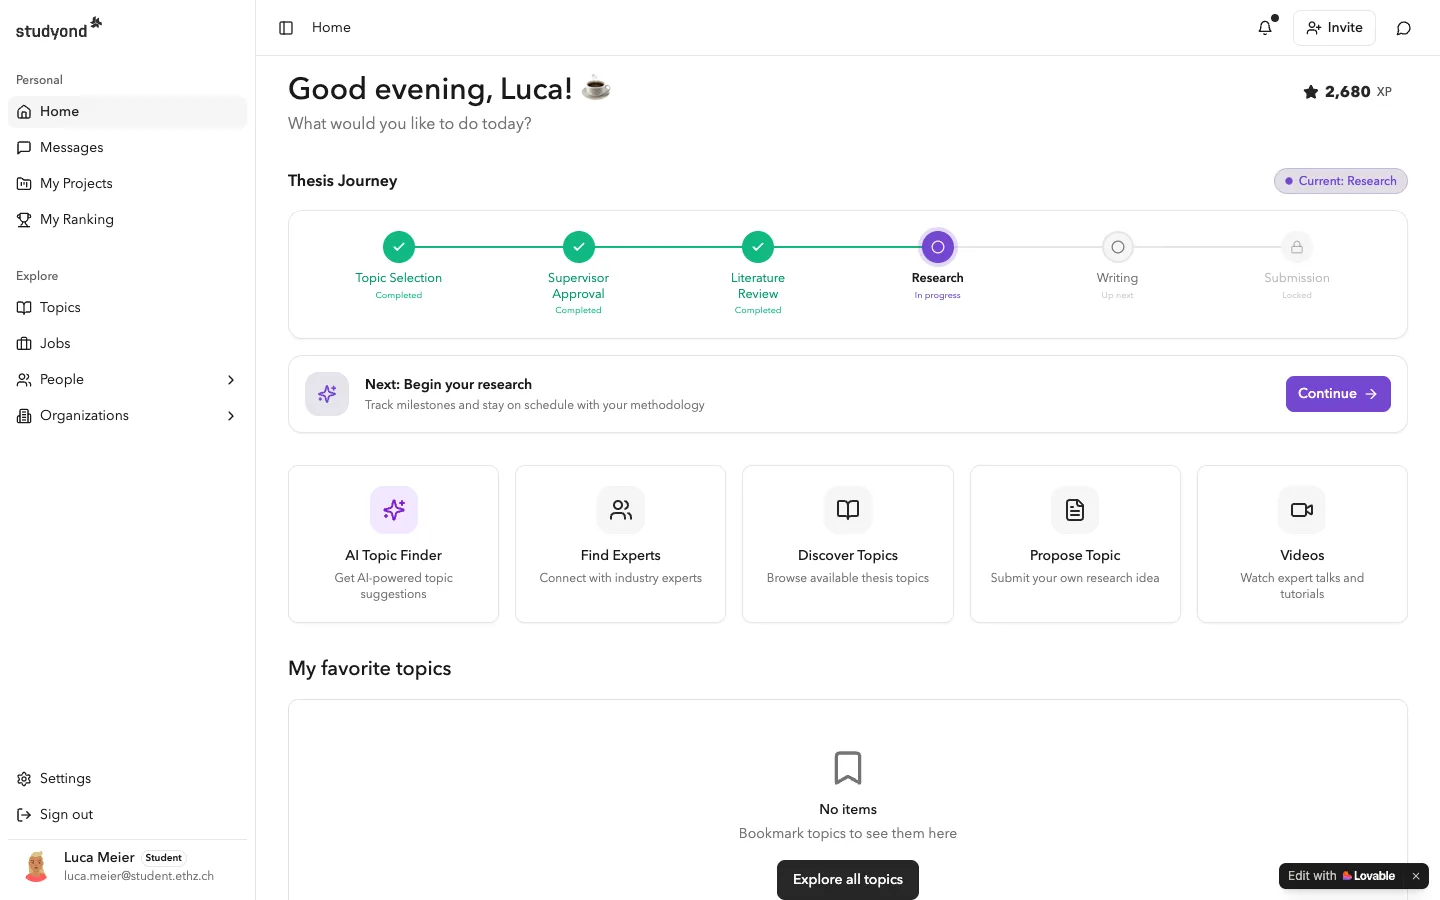 studyond
Home
Invite
Personal
Home
Messages
My Projects
My Ranking
Explore
Topics
Jobs
People
Organizations
Settings
Sign out
Luca Meier
Student
luca.meier@student.ethz.ch
Good evening, Luca!
2,680 XP
What would you like to do today?
Thesis Journey
Current: Research
Topic Selection
Completed
Supervisor
Approval
Completed
Literature
Review
Completed
Research
In progress
Writing
Up next
Submission
Locked
Next: Begin your research
Track milestones and stay on schedule with your methodology
Continue
AI Topic Finder
Get AI-powered topic
suggestions
Find Experts
Connect with industry experts
Discover Topics
Browse available thesis topics
Propose Topic
Submit your own research idea
Videos
Watch expert talks and
tutorials
My favorite topics
No items
Bookmark topics to see them here
Explore all topics
Edit with Lovable